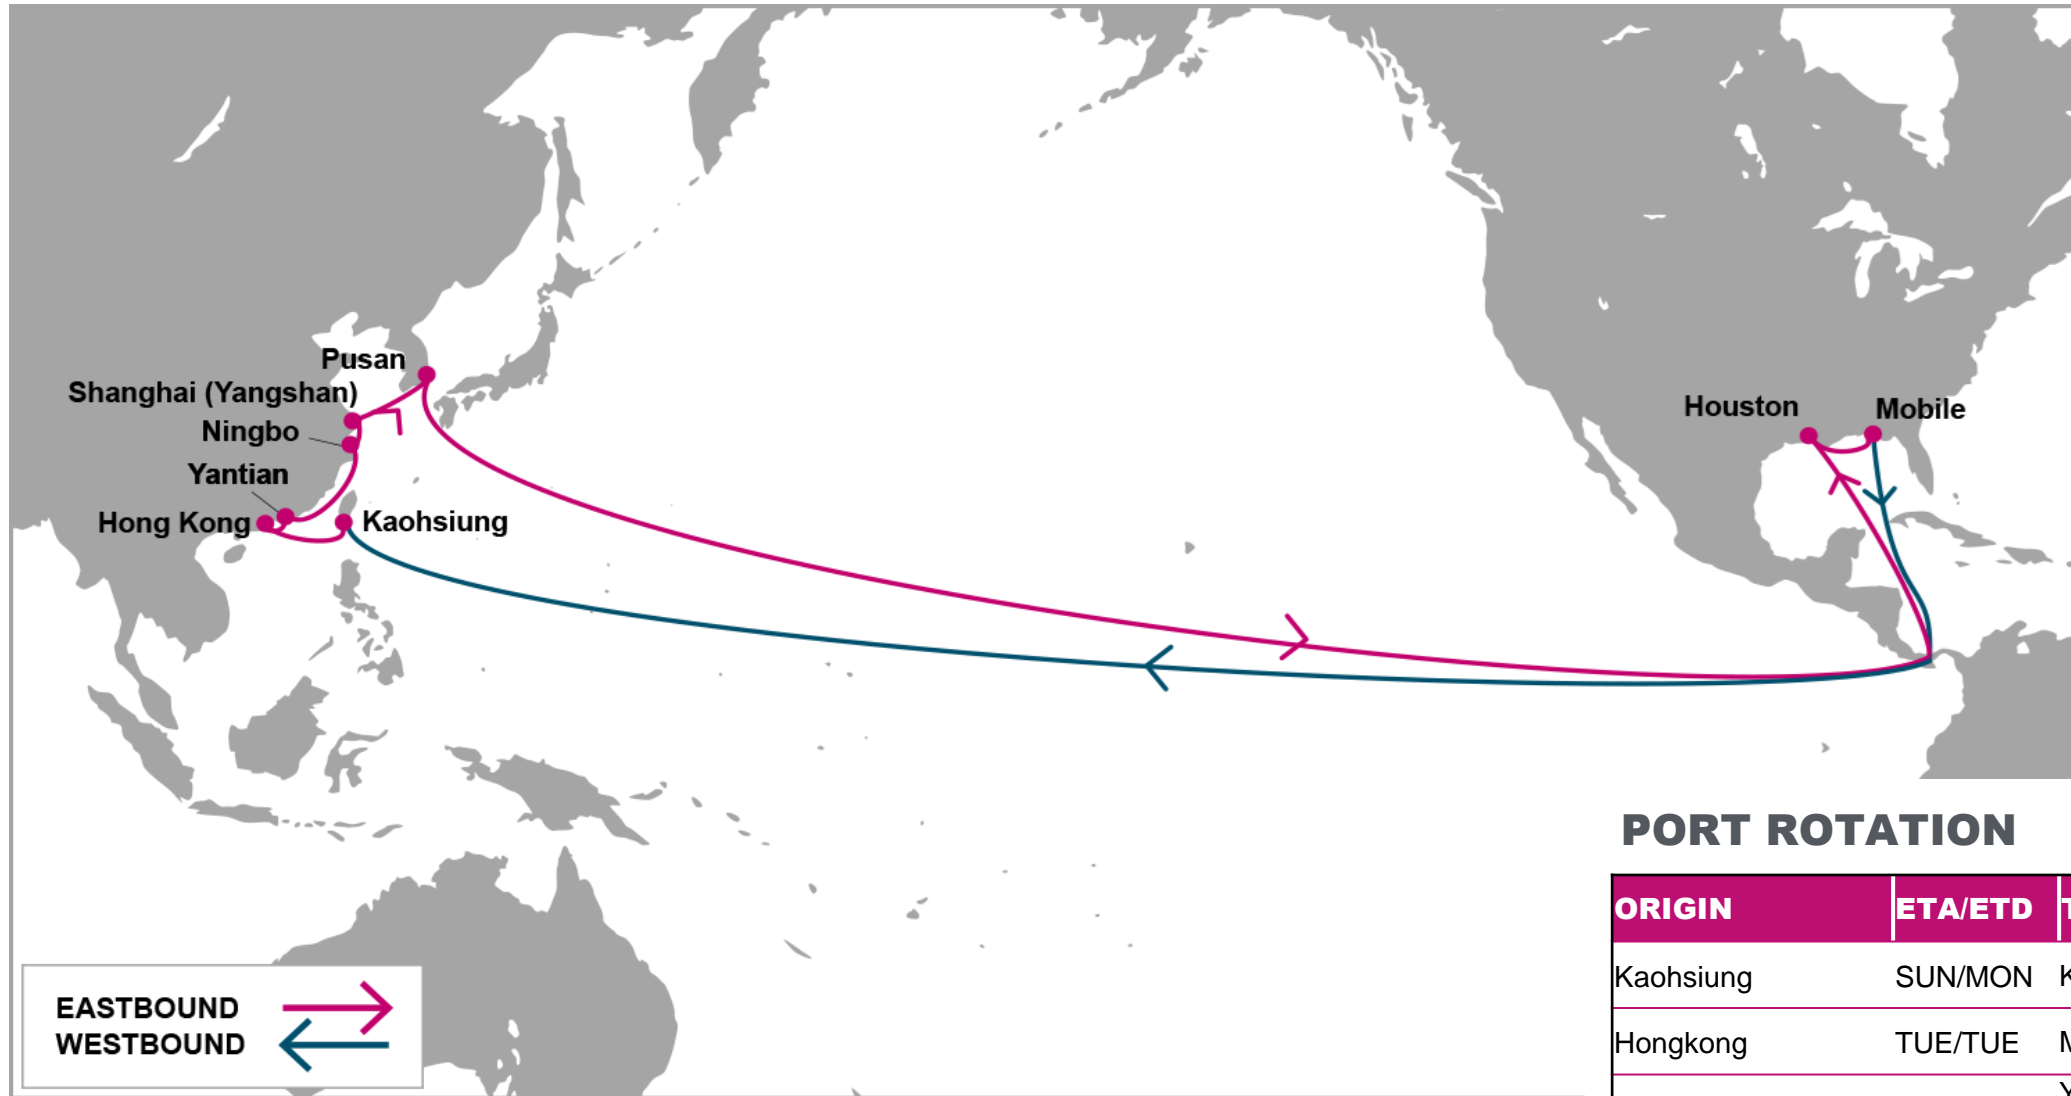 Pusan
Shanghai (Yangshan)
Ningbo
Yantian
Hong Kong
Kaohsiung
Houston
Mobile
EASTBOUND
WESTBOUND
PORT ROTATION
ORIGIN ETA/ETD
Kaohsiung SUN/MON
Hongkong TUE/TUE